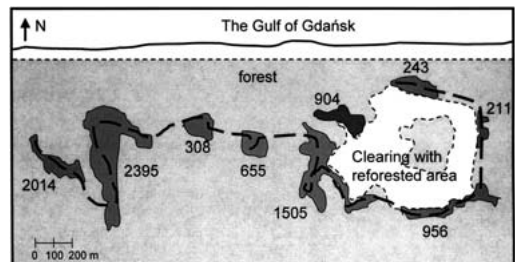 N
The Gulf of Gdańsk
forest
243
904
211
308
2395
655
Clearing with
reforested area
2014
1505
956
0 100 200 m